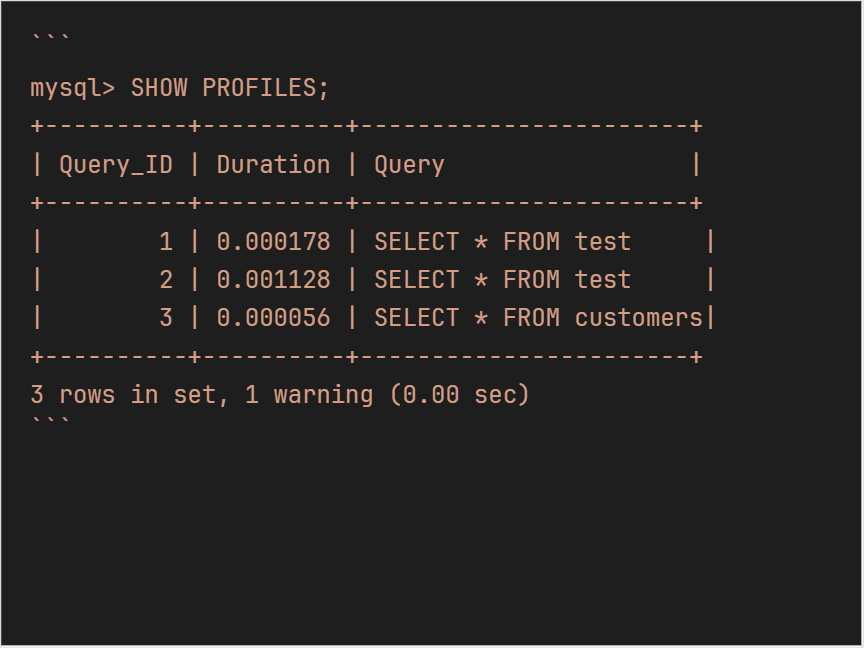 ```
mysql> SHOW PROFILES;
+----------+----------+-----------------------+
| Query_ID | Duration | Query                 |
+----------+----------+-----------------------+
|        1 | 0.000178 | SELECT * FROM test     |
|        2 | 0.001128 | SELECT * FROM test     |
|        3 | 0.000056 | SELECT * FROM customers|
+----------+----------+-----------------------+
3 rows in set, 1 warning (0.00 sec)
```